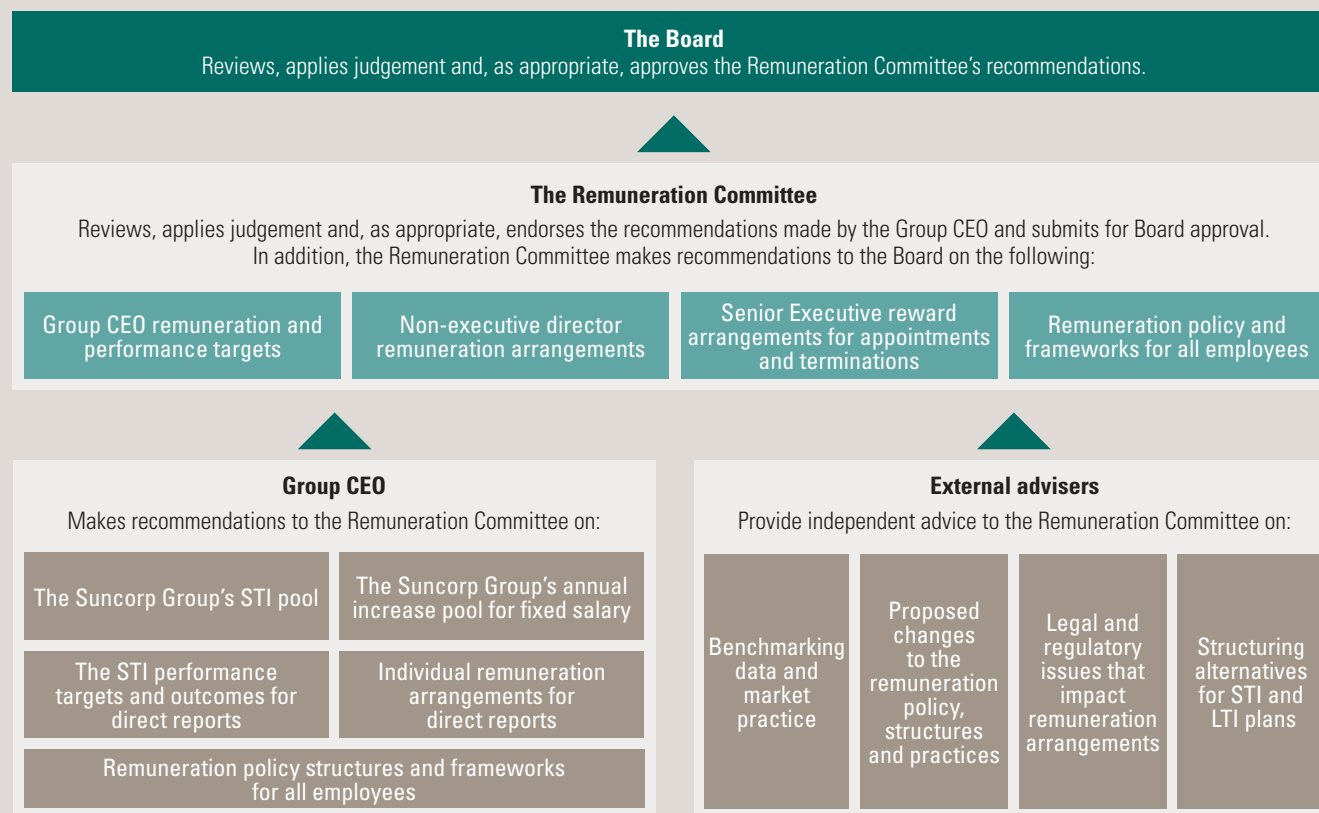 The Board
Reviews, applies judgement and, as appropriate, approves the Remuneration Committee's recommendations.
The Remuneration Committee
Reviews, applies judgement and, as appropriate, endorses the recommendations made by the Group CEO and submits for Board approval.
In addition, the Remuneration Committee makes recommendations to the Board on the following:
Group CEO remuneration and
performance targets
Non-executive director
remuneration arrangements
Senior Executive reward
arrangements for appointments
and terminations
Remuneration policy and
frameworks for all employees
Group CEO
Makes recommendations to the Remuneration Committee on:
The Suncorp Group's STI pool
The Suncorp Group's annual
increase pool for fixed salary
The STI performance
targets and outcomes for
direct reports
Individual remuneration
arrangements for
direct reports
Remuneration policy structures and frameworks
for all employees
External advisers
Provide independent advice to the Remuneration Committee on:
Benchmarking
data and
market
practice
Proposed
changes
to the
remuneration
policy,
structures
and practices
Legal and
regulatory
issues that
impact
remuneration
arrangements
Structuring
alternatives
for STI and
LTI plans